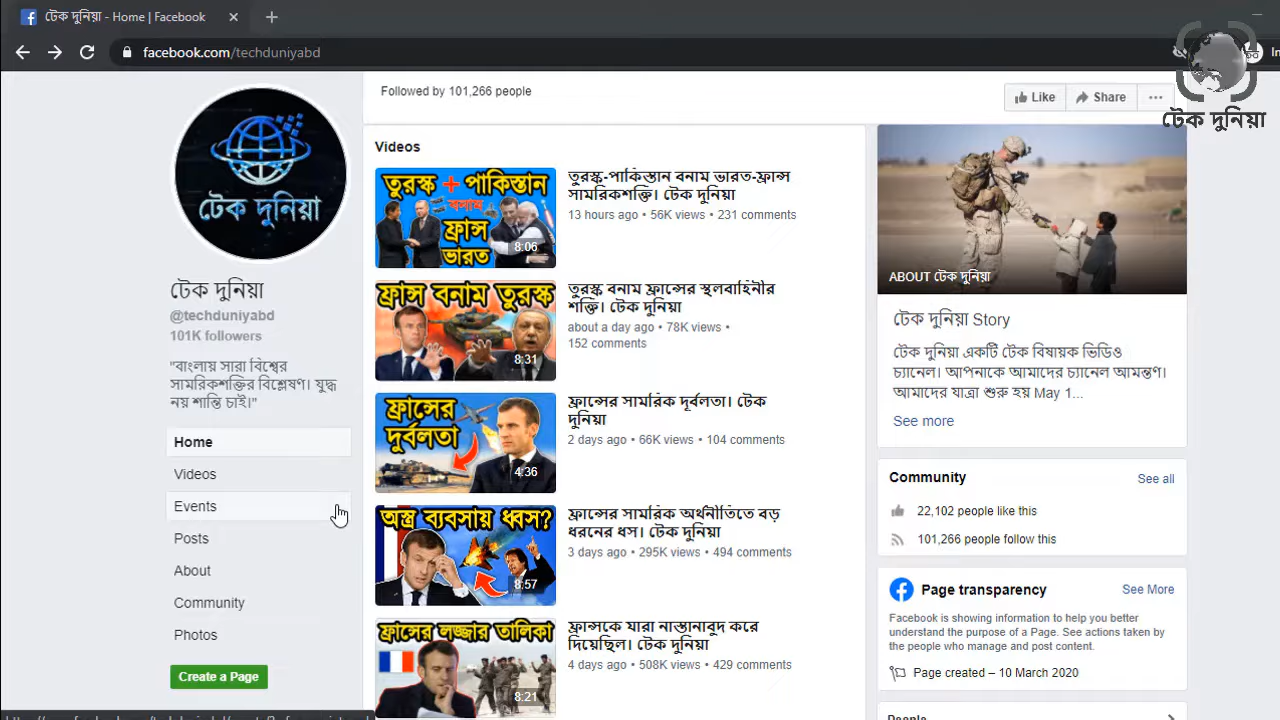 টেক দুনিয়া - Home | Facebook
facebook.com/techduniyabd
টেক দুনিয়া
টেক দুনিয়া
টেক দুনিয়া
@techduniyabd
101K followers
"বাংলায় সারা বিশ্বের
সামরিকশক্তির বিশ্লেষণ। যুদ্ধ
নয় শান্তি চাই।"
Home
Videos
Events
Posts
About
Community
Photos
Create a Page
Followed by 101,266 people
Like
Share
Videos
তুরস্ক + পাকিস্তান
বনাম
ফ্রান্স
ভারত
8:06
তুরস্ক-পাকিস্তান বনাম ভারত-ফ্রান্স
সামরিকশক্তি। টেক দুনিয়া
13 hours ago • 56K views • 231 comments
ফ্রান্স বনাম তুরস্ক
8:31
তুরস্ক বনাম ফ্রান্সের স্থলবাহিনীর
শক্তি। টেক দুনিয়া
about a day ago • 78K views •
152 comments
ফ্রান্সের
দুর্বলতা
4:36
ফ্রান্সের সামরিক দূর্বলতা। টেক
দুনিয়া
2 days ago • 66K views • 104 comments
অস্ত্র ব্যবসায় ধ্বস?
8:57
ফ্রান্সের সামরিক অর্থনীতিতে বড়
ধরনের ধস। টেক দুনিয়া
3 days ago • 295K views • 494 comments
ফ্রান্সের লজ্জার তালিকা
8:21
ফ্রান্সকে যারা নাস্তানাবুদ করে
দিয়েছিল। টেক দুনিয়া
4 days ago • 508K views • 429 comments
ABOUT টেক দুনিয়া
টেক দুনিয়া Story
টেক দুনিয়া একটি টেক বিষায়ক ভিডিও
চ্যানেল। আপনাকে আমাদের চ্যানেল আমন্ত্রণ।
আমাদের যাত্রা শুরু হয় May 1...
See more
Community
See all
22,102 people like this
101,266 people follow this
Page transparency
See More
Facebook is showing information to help you better
understand the purpose of a Page. See actions taken by
the people who manage and post content.
Page created – 10 March 2020